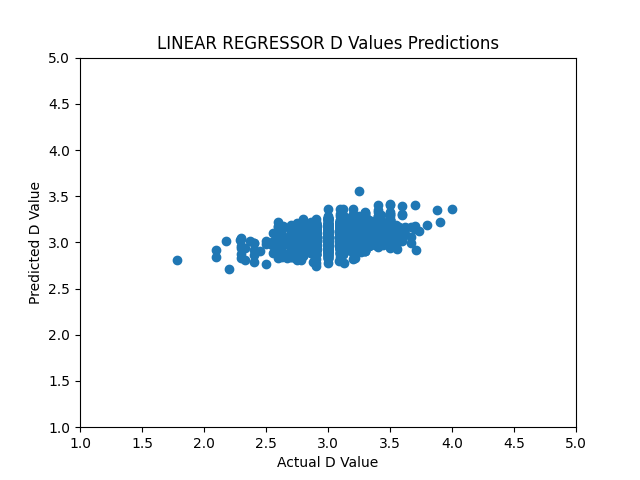 LINEAR REGRESSOR D Values Predictions
5.0
4.5
4.0
3.5
3.0
2.5
2.0
1.5
1.0
Predicted D Value
1.0 1.5 2.0 2.5 3.0 3.5 4.0 4.5 5.0
Actual D Value